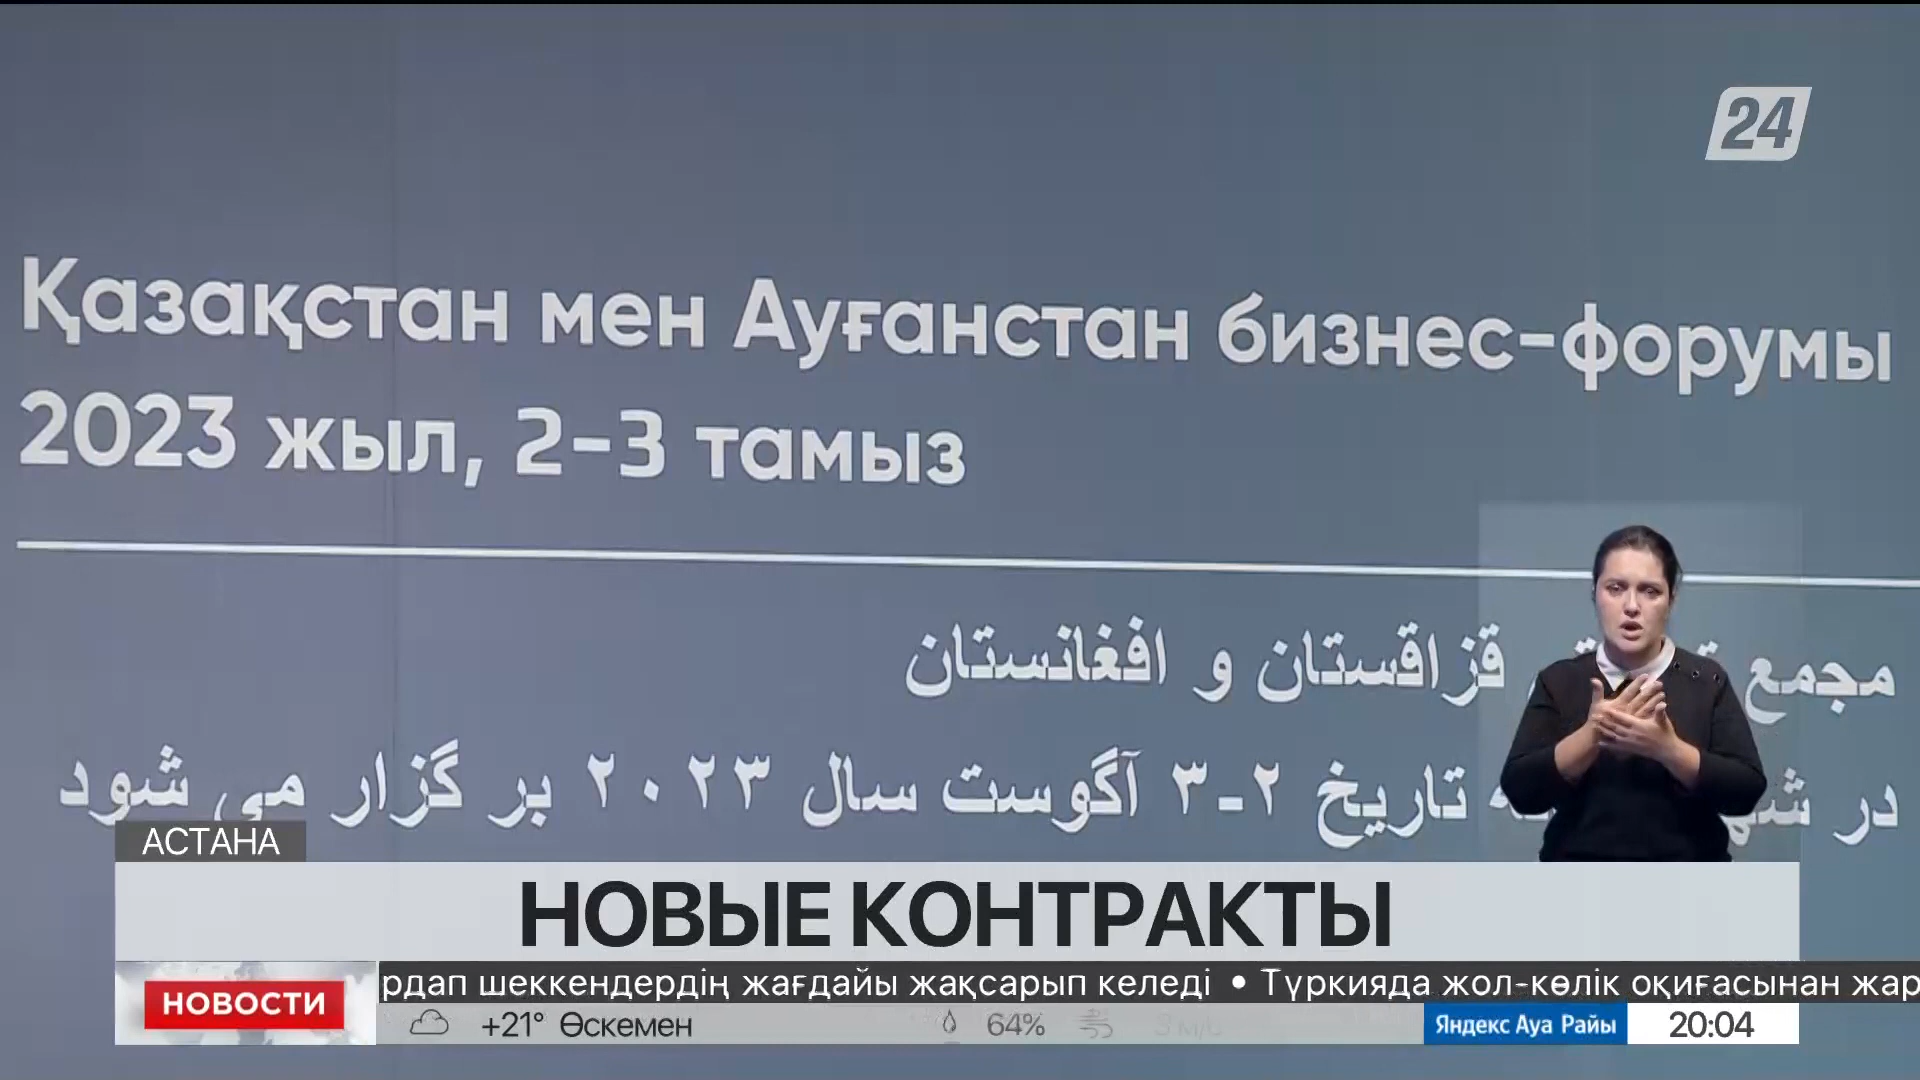 24
Қазақстан мен Ауғанстан бизнес-форумы
2023 жыл, 2-3 тамыз
مجمع قزاقستان و افغانستان
در تاریخ ۲-۳ آگوست سال ۲۰۲۳ بر گزار می شود
АСТАНА
НОВЫЕ КОНТРАКТЫ
рдап шеккендердің жағдайы жақсарып келеді • Түркияда жол-көлік оқиғасынан жар
НОВОСТИ
+21° Өскемен 64% 3 м/с Яндекс Ауа Райы 20:04